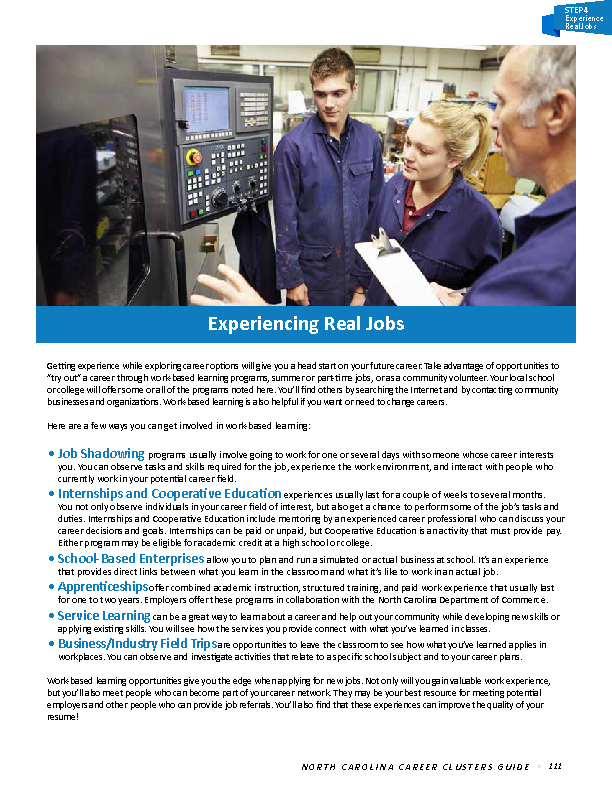 STEP 4
Experience
Real Jobs
Experiencing Real Jobs
Getting experience while exploring career options will give you a head start on your future career. Take advantage of opportunities to
“try out” a career through work-based learning programs, summer or part-time jobs, or as a community volunteer. Your local school
or college will offer some or all of the programs noted here. You’ll find others by searching the Internet and by contacting community
businesses and organizations. Work-based learning is also helpful if you want or need to change careers.
Here are a few ways you can get involved in work-based learning:
• Job Shadowing programs usually involve going to work for one or several days with someone whose career interests
you. You can observe tasks and skills required for the job, experience the work environment, and interact with people who
currently work in your potential career field.
• Internships and Cooperative Education experiences usually last for a couple of weeks to several months.
You not only observe individuals in your career field of interest, but also get a chance to perform some of the job’s tasks and
duties. Internships and Cooperative Education include mentoring by an experienced career professional who can discuss your
career decisions and goals. Internships can be paid or unpaid, but Cooperative Education is an activity that must provide pay.
Either program may be eligible for academic credit at a high school or college.
• School-Based Enterprises allow you to plan and run a simulated or actual business at school. It’s an experience
that provides direct links between what you learn in the classroom and what it’s like to work in an actual job.
• Apprenticeships offer combined academic instruction, structured training, and paid work experience that usually last
for one to two years. Employers offer these programs in collaboration with the North Carolina Department of Commerce.
• Service Learning can be a great way to learn about a career and help out your community while developing new skills or
applying existing skills. You will see how the services you provide connect with what you’ve learned in classes.
• Business/Industry Field Trips are opportunities to leave the classroom to see how what you’ve learned applies in
workplaces. You can observe and investigate activities that relate to a specific school subject and to your career plans.
Work-based learning opportunities give you the edge when applying for new jobs. Not only will you gain valuable work experience,
but you’ll also meet people who can become part of your career network. They may be your best resource for meeting potential
employers and other people who can provide job referrals. You’ll also find that these experiences can improve the quality of your
resume!
NORTH CAROLINA CAREER CLUSTERS GUIDE • 111